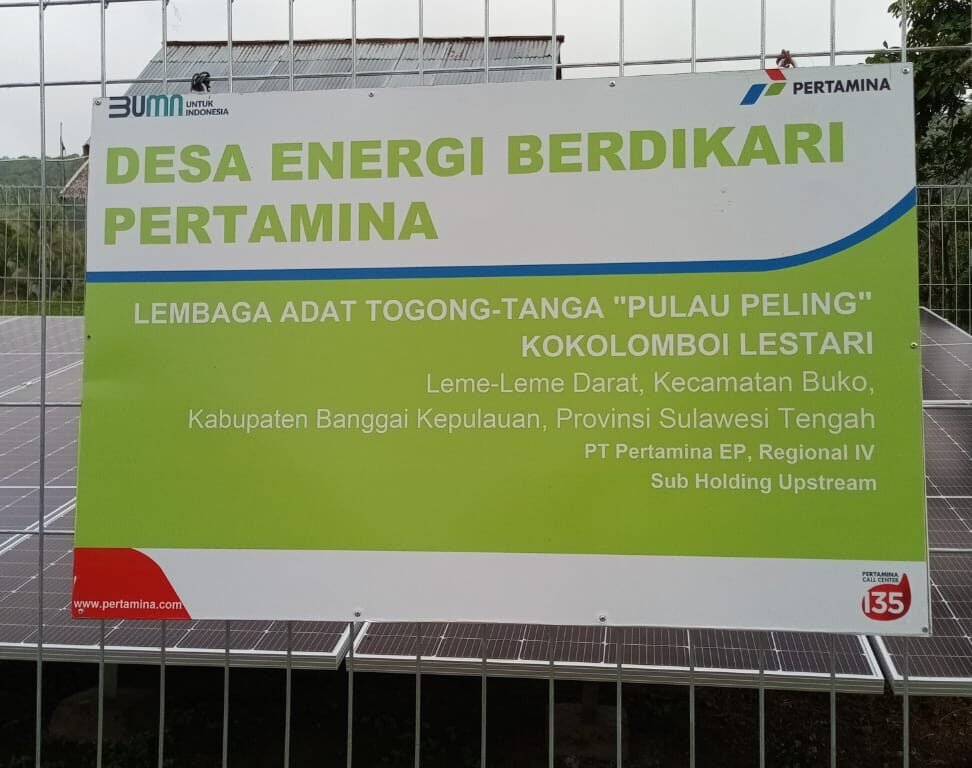 BUMN UNTUK INDONESIA
PERTAMINA
DESA ENERGI BERDIKARI
PERTAMINA
LEMBAGA ADAT TOGONG-TANGA "PULAU PELING"
KOKOLOMBOI LESTARI
Leme-Leme Darat, Kecamatan Buko,
Kabupaten Banggai Kepulauan, Provinsi Sulawesi Tengah
PT Pertamina EP, Regional IV
Sub Holding Upstream
www.pertamina.com
PERTAMINA
CALL CENTER
135